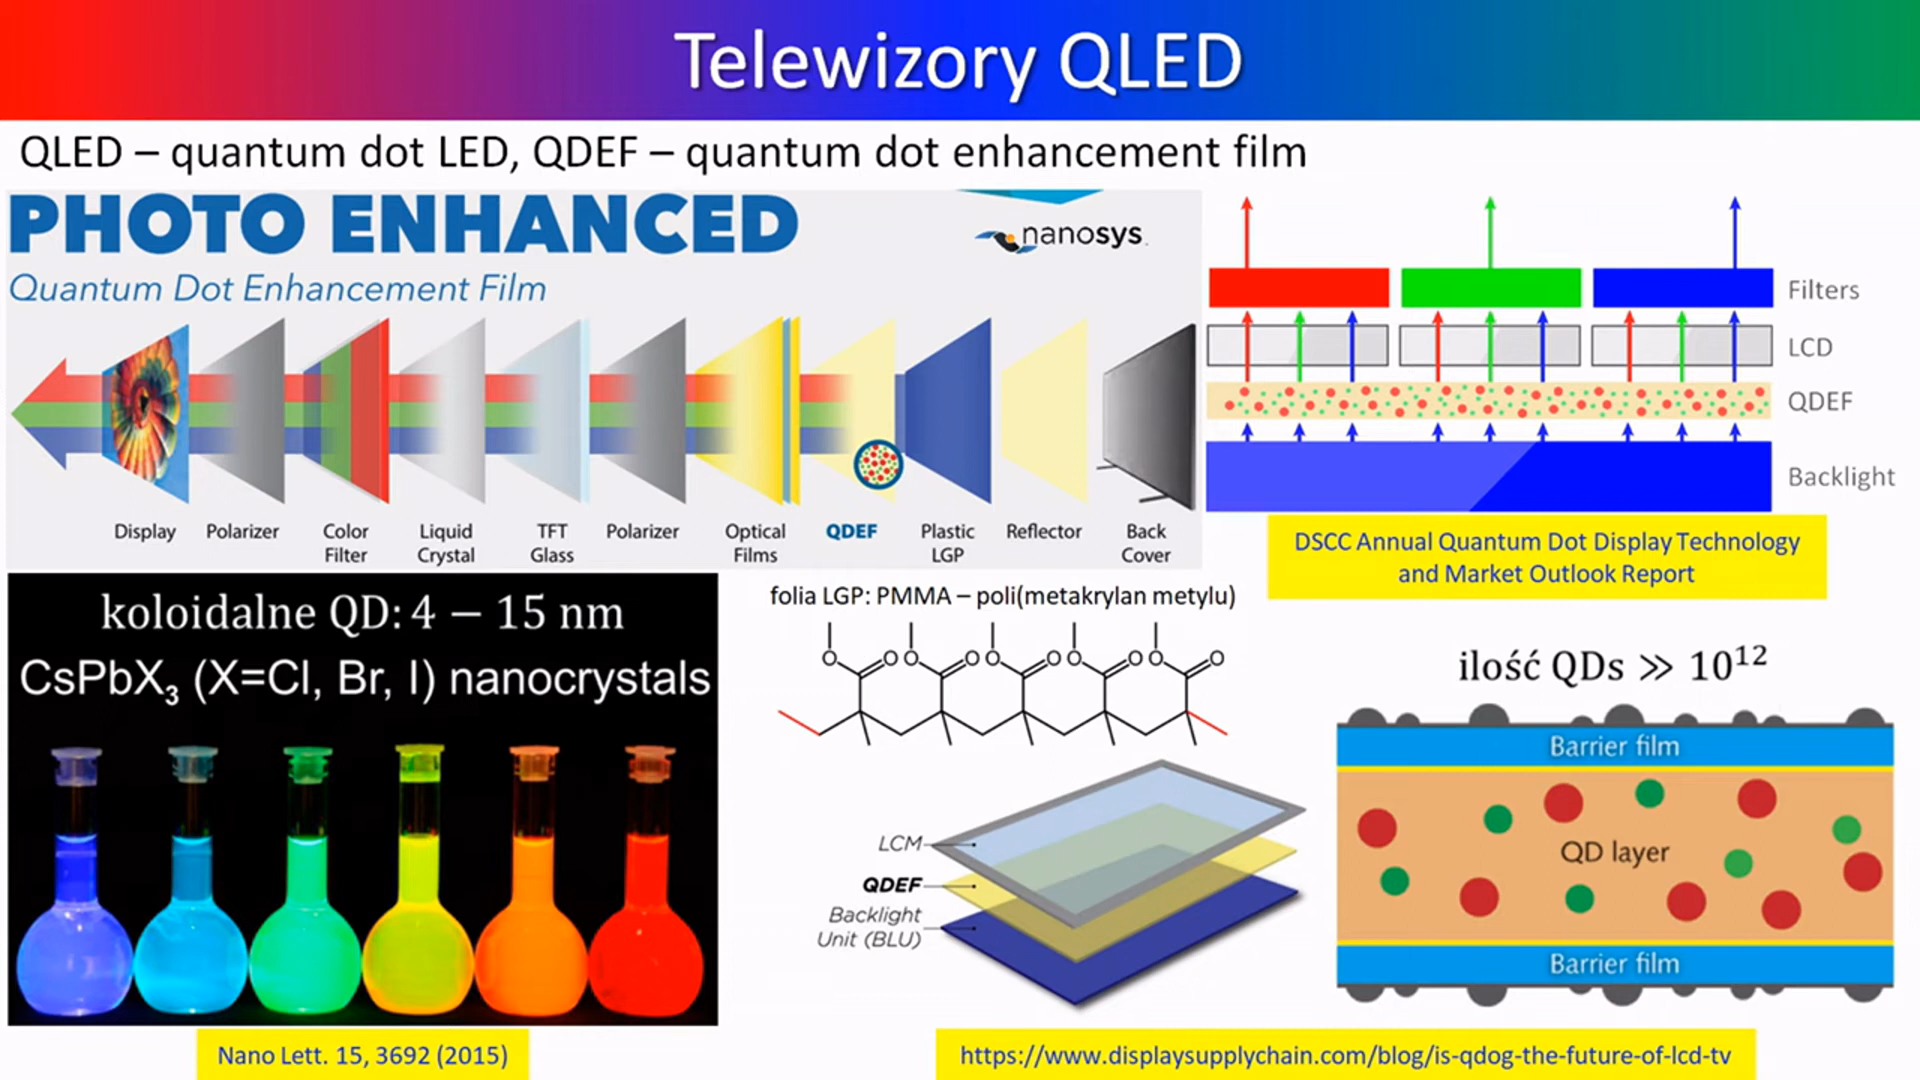 Telewizory QLED
QLED – quantum dot LED, QDEF – quantum dot enhancement film
PHOTO ENHANCED
Quantum Dot Enhancement Film
nanosys
Display
Polarizer
Color
Filter
Liquid
Crystal
TFT
Glass
Polarizer
Optical
Films
QDEF
Plastic
LGP
Reflector
Back
Cover
Filters
LCD
QDEF
Backlight
DSCC Annual Quantum Dot Display Technology
and Market Outlook Report
koloidalne QD: 4 – 15 nm
CsPbX₃ (X=Cl, Br, I) nanocrystals
Nano Lett. 15, 3692 (2015)
folia LGP: PMMA – poli(metakrylan metylu)
O O O O O O O O O O
LCM
QDEF
Backlight
Unit (BLU)
ilość QDs ≫ 10¹²
Barrier film
QD layer
Barrier film
https://www.displaysupplychain.com/blog/is-qdog-the-future-of-lcd-tv